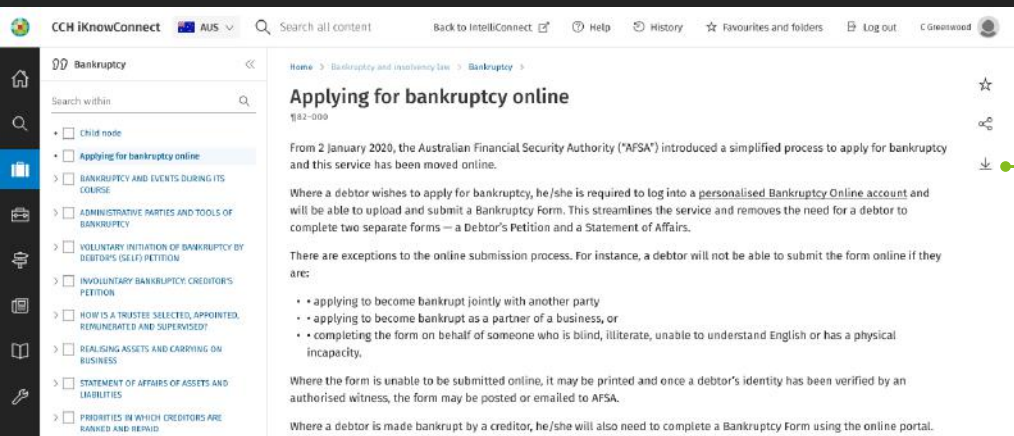 CCH iKnowConnect
AUS
Search all content
Back to IntelliConnect
Help
History
Favourites and folders
Log out
C Greenwood
Bankruptcy
Search within
Child node
Applying for bankruptcy online
BANKRUPTCY AND EVENTS DURING ITS
COURSE
ADMINISTRATIVE PARTIES AND TOOLS OF
BANKRUPTCY
VOLUNTARY INITIATION OF BANKRUPTCY BY
DEBTOR'S (SELF) PETITION
INVOLUNTARY BANKRUPTCY: CREDITOR'S
PETITION
HOW IS A TRUSTEE SELECTED, APPOINTED,
REMUNERATED AND SUPERVISED?
REALISING ASSETS AND CARRYING ON
BUSINESS
STATEMENT OF AFFAIRS OF ASSETS AND
LIABILITIES
PRIORITIES IN WHICH CREDITORS ARE
RANKED AND REPAID
Home > Bankruptcy and insolvency law > Bankruptcy >
Applying for bankruptcy online
¶82-000
From 2 January 2020, the Australian Financial Security Authority ("AFSA") introduced a simplified process to apply for bankruptcy
and this service has been moved online.
Where a debtor wishes to apply for bankruptcy, he/she is required to log into a personalised Bankruptcy Online account and
will be able to upload and submit a Bankruptcy Form. This streamlines the service and removes the need for a debtor to
complete two separate forms — a Debtor's Petition and a Statement of Affairs.
There are exceptions to the online submission process. For instance, a debtor will not be able to submit the form online if they
are:
• • applying to become bankrupt jointly with another party
• • applying to become bankrupt as a partner of a business, or
• • completing the form on behalf of someone who is blind, illiterate, unable to understand English or has a physical
incapacity.
Where the form is unable to be submitted online, it may be printed and once a debtor's identity has been verified by an
authorised witness, the form may be posted or emailed to AFSA.
Where a debtor is made bankrupt by a creditor, he/she will also need to complete a Bankruptcy Form using the online portal.